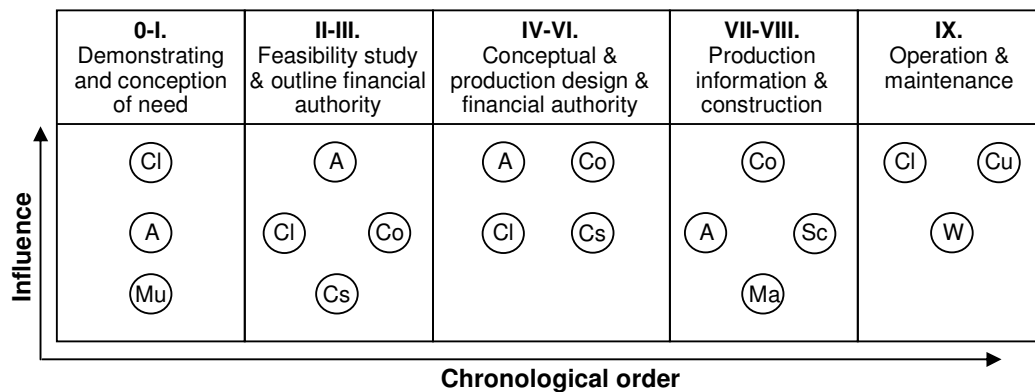 0-I.
Demonstrating
and conception
of need
II-III.
Feasibility study
& outline financial
authority
IV-VI.
Conceptual &
production design &
financial authority
VII-VIII.
Production
information &
construction
IX.
Operation &
maintenance
Influence
Cl
A
Mu
A
Cl Co
Cs
A Co
Cl Cs
Co
A Sc
Ma
Cl Cu
W
Chronological order